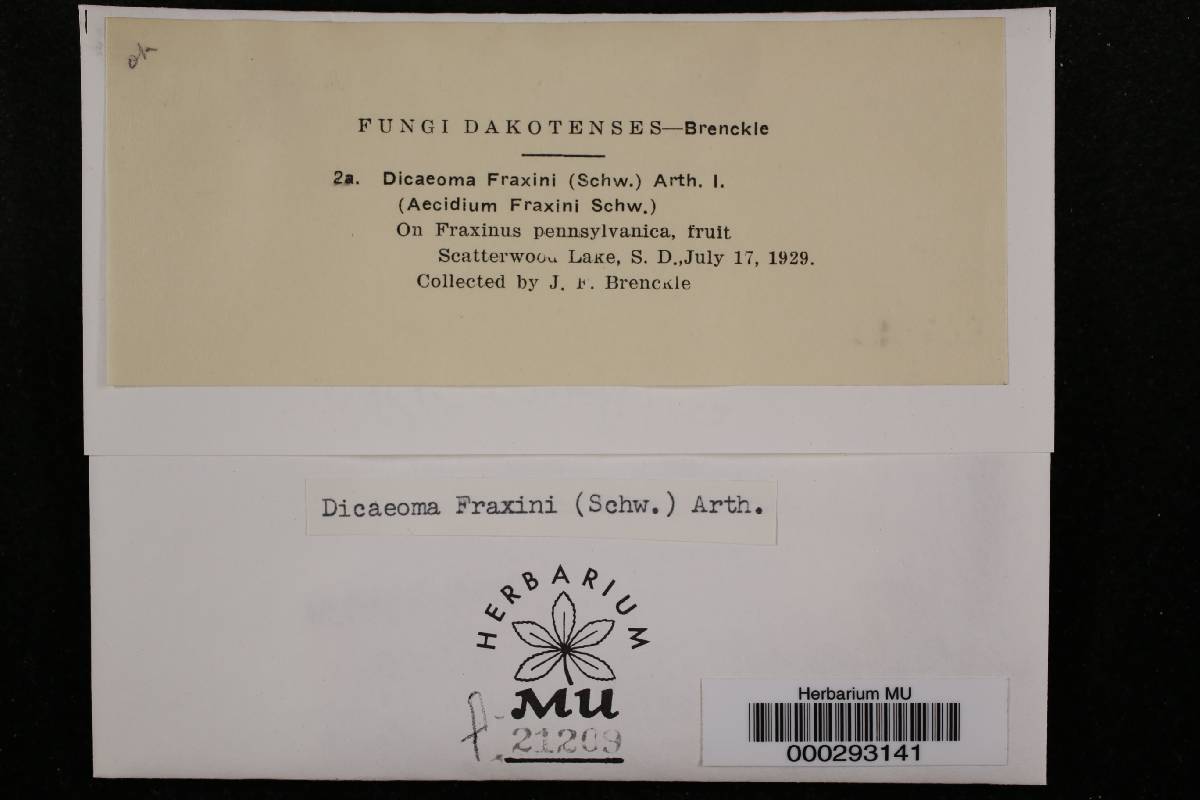 ok
FUNGI DAKOTENSES—Brenckle
2a. Dicaeoma Fraxini (Schw.) Arth. I.
(Aecidium Fraxini Schw.)
On Fraxinus pennsylvanica, fruit
Scatterwood Lake, S. D.,July 17, 1929.
Collected by J. F. Brenckle
Dicaeoma Fraxini (Schw.) Arth.
HERBARIUM
MU
F. 21209
Herbarium MU
000293141